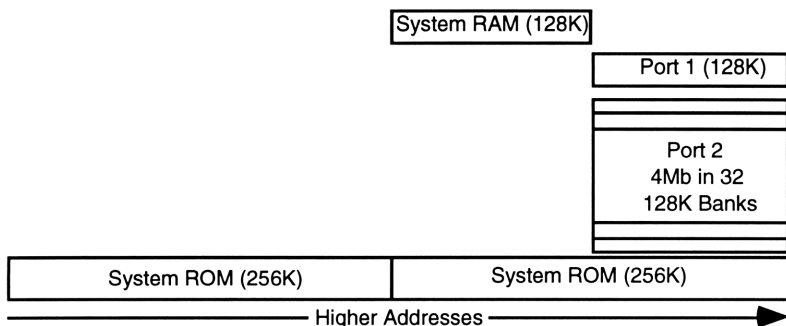 System RAM (128K)
Port 1 (128K)
Port 2
4Mb in 32
128K Banks
System ROM (256K)
System ROM (256K)
Higher Addresses